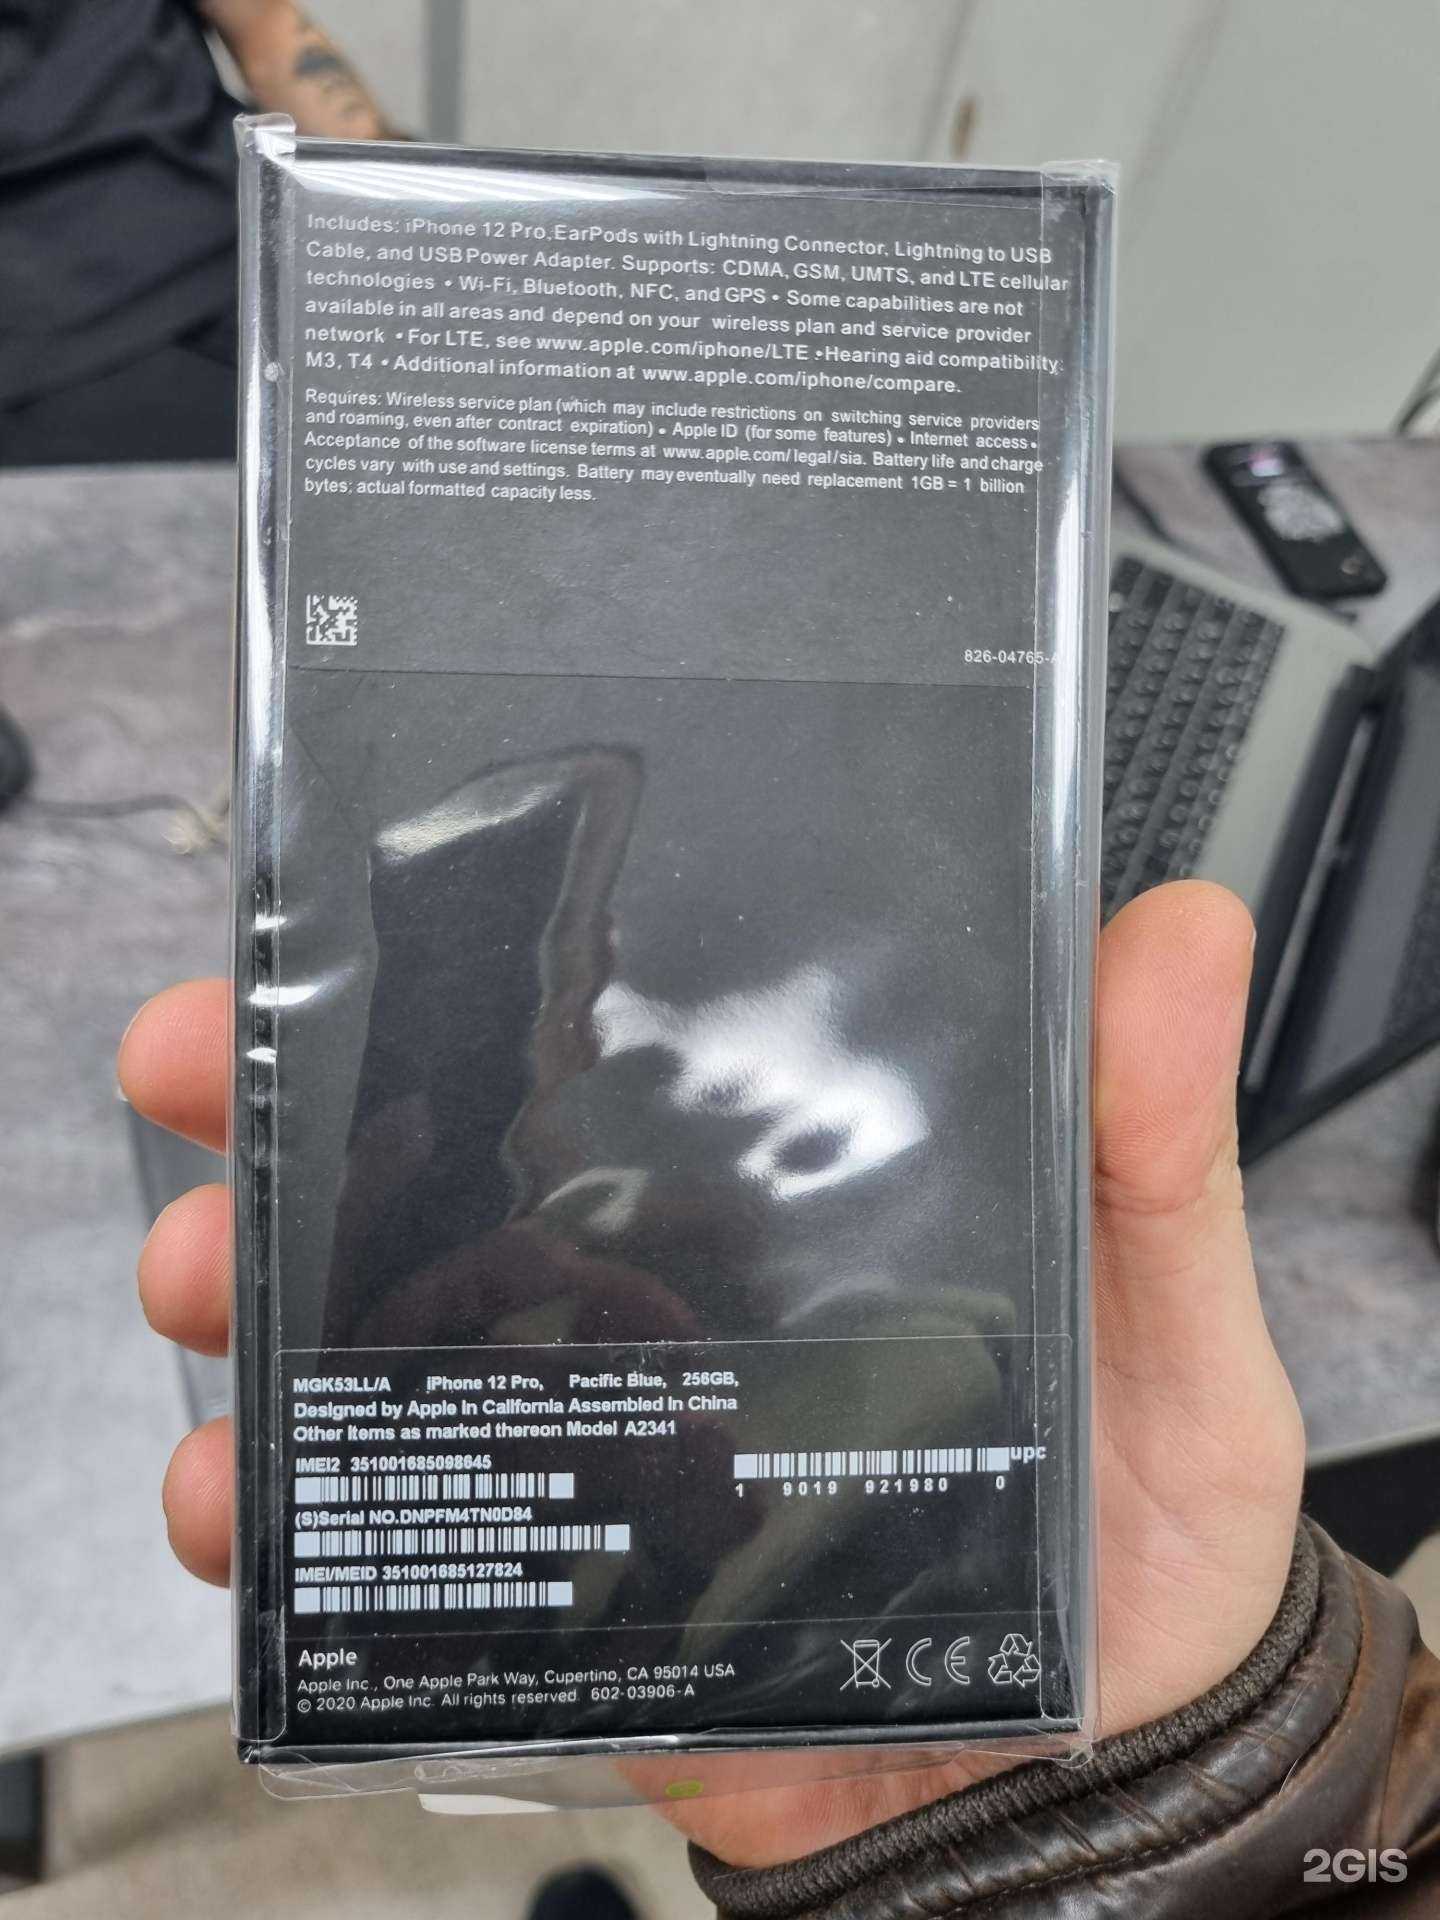 Includes: iPhone 12 Pro,EarPods with Lightning Connector, Lightning to USB
Cable, and USB Power Adapter. Supports: CDMA, GSM, UMTS, and LTE cellular
technologies • Wi-Fi, Bluetooth, NFC, and GPS • Some capabilities are not
available in all areas and depend on your wireless plan and service provider
network • For LTE, see www.apple.com/iphone/LTE •Hearing aid compatibility:
M3, T4 • Additional information at www.apple.com/iphone/compare.
Requires: Wireless service plan (which may include restrictions on switching service providers
and roaming, even after contract expiration) • Apple ID (for some features) • Internet access •
Acceptance of the software license terms at www.apple.com/legal/sia. Battery life and charge
cycles vary with use and settings. Battery may eventually need replacement 1GB = 1 billion
bytes; actual formatted capacity less.
826-04765-A
MGK53LL/A iPhone 12 Pro, Pacific Blue, 256GB,
Designed by Apple In California Assembled In China
Other Items as marked thereon Model A2341
IMEI2 351001685098645
upc
1 9019 921980 0
(S)Serial NO.DNPFM4TN0D84
IMEI/MEID 351001685127824
Apple
Apple Inc., One Apple Park Way, Cupertino, CA 95014 USA
© 2020 Apple Inc. All rights reserved. 602-03906-A
CE
2GIS